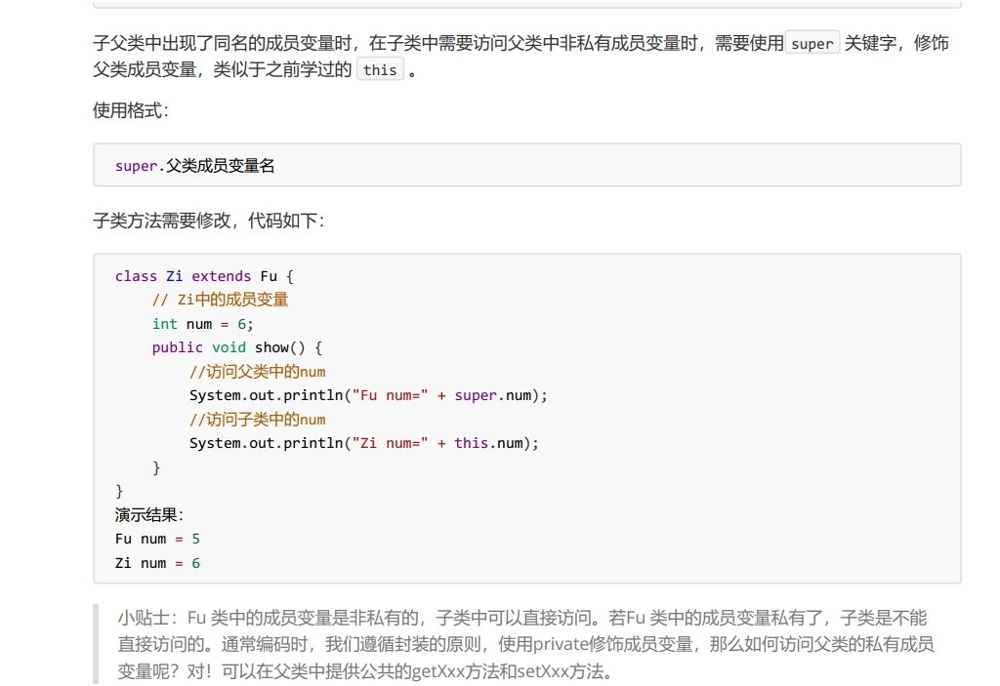 子父类中出现了同名的成员变量时，在子类中需要访问父类中非私有成员变量时，需要使用 super 关键字，修饰
父类成员变量，类似于之前学过的 this 。
使用格式：
super.父类成员变量名
子类方法需要修改，代码如下：
class Zi extends Fu {
// Zi中的成员变量
int num = 6;
public void show() {
//访问父类中的num
System.out.println("Fu num=" + super.num);
//访问子类中的num
System.out.println("Zi num=" + this.num);
}
}
演示结果：
Fu num = 5
Zi num = 6
小贴士：Fu 类中的成员变量是非私有的，子类中可以直接访问。若Fu 类中的成员变量私有了，子类是不能
直接访问的。通常编码时，我们遵循封装的原则，使用private修饰成员变量，那么如何访问父类的私有成员
变量呢？对！可以在父类中提供公共的getXxx方法和setXxx方法。